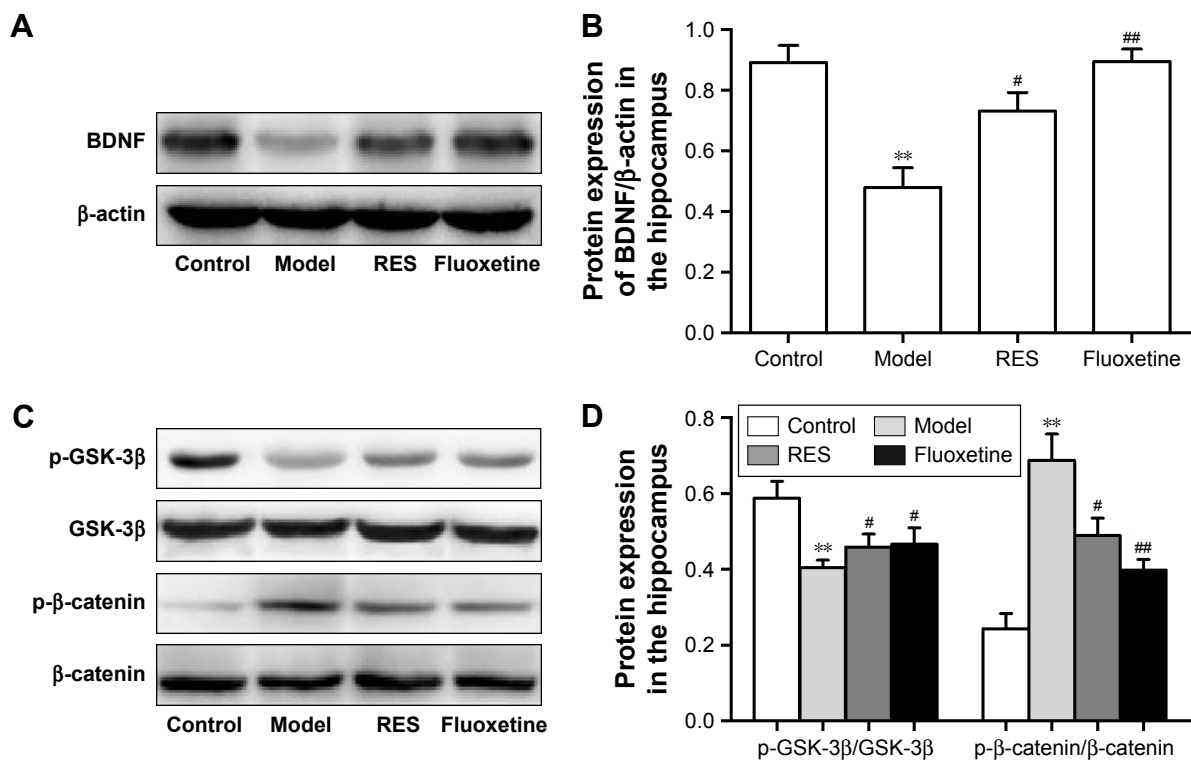 A
BDNF
β-actin
Control Model RES Fluoxetine
B
Protein expression
of BDNF/β-actin in
the hippocampus
1.0
0.8
0.6
0.4
0.2
0.0
**
#
##
Control Model RES Fluoxetine
C
p-GSK-3β
GSK-3β
p-β-catenin
β-catenin
Control Model RES Fluoxetine
D
Protein expression
in the hippocampus
0.8
0.6
0.4
0.2
0.0
Control Model
RES Fluoxetine
**
#
#
**
#
##
p-GSK-3β/GSK-3β p-β-catenin/β-catenin